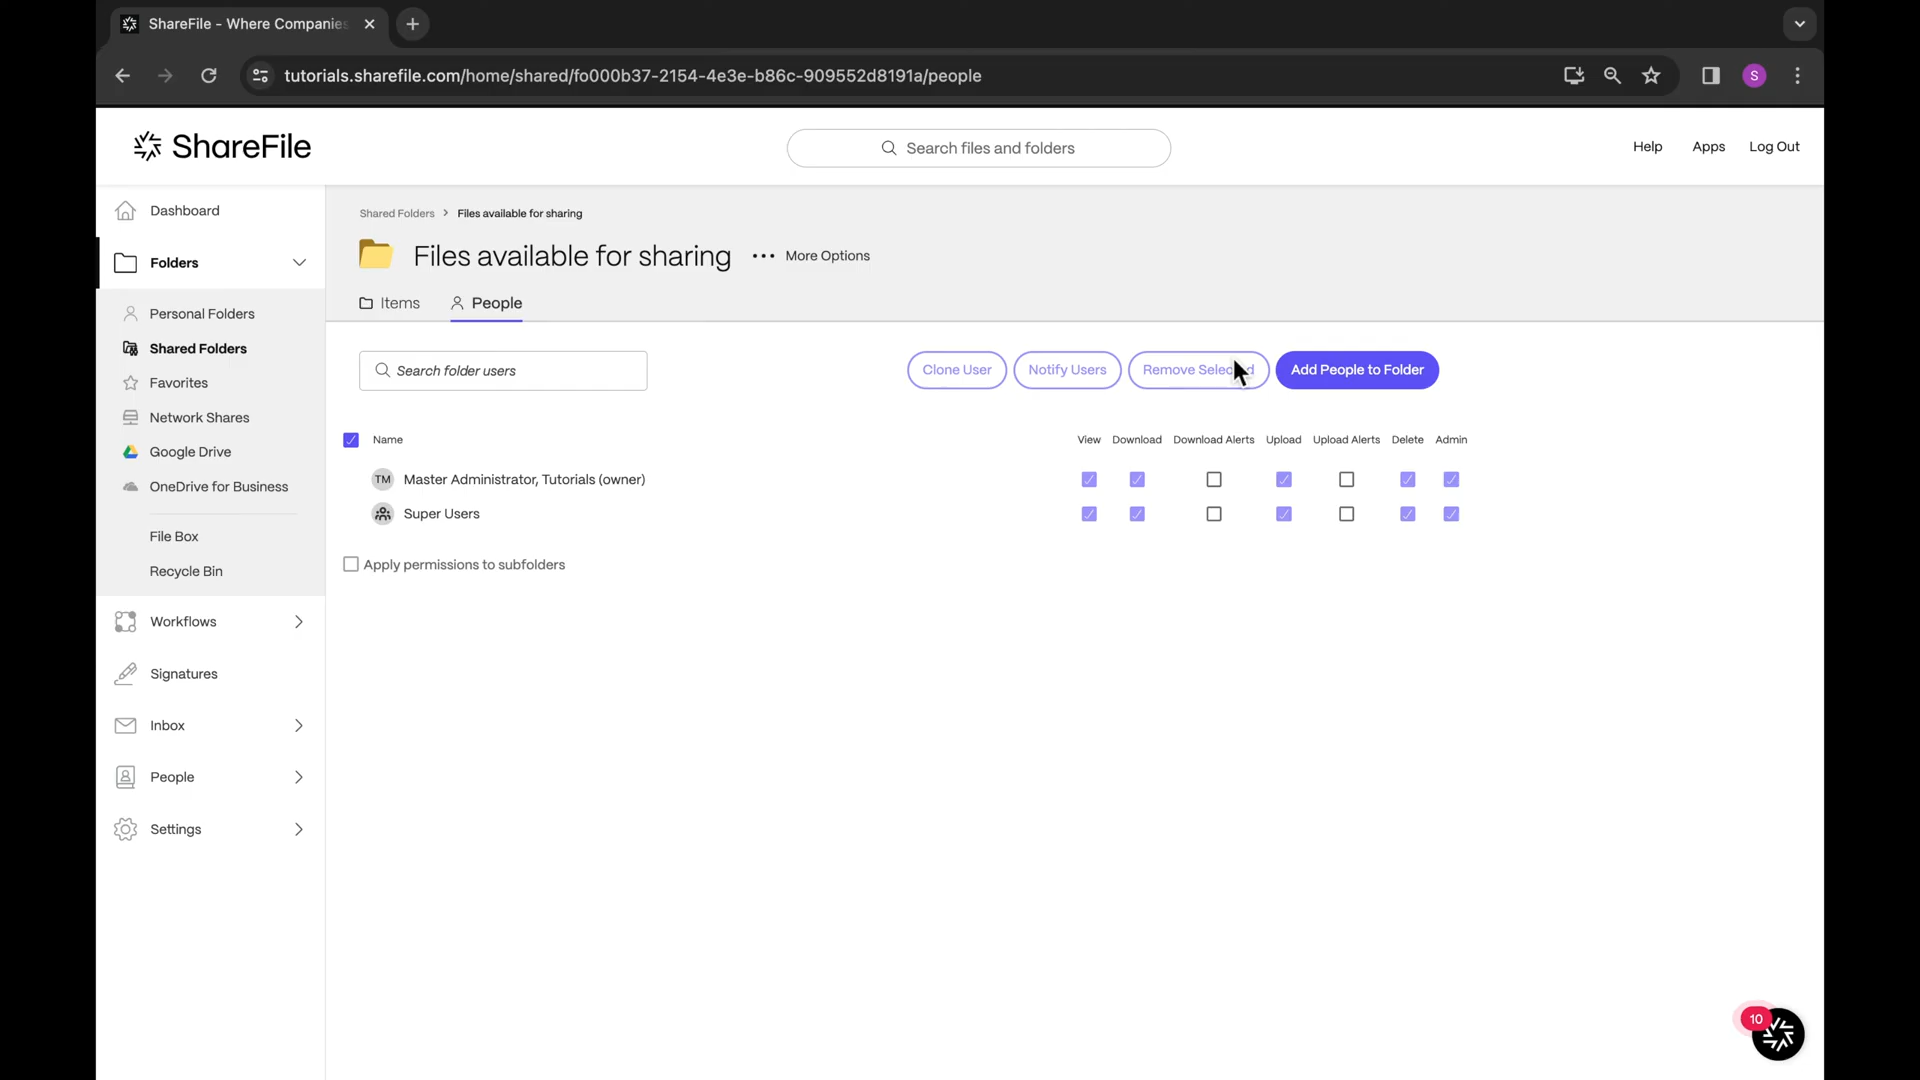 ShareFile - Where Companies
tutorials.sharefile.com/home/shared/fo000b37-2154-4e3e-b86c-909552d8191a/people
S
ShareFile
Search files and folders
Help
Apps
Log Out
Dashboard
Folders
Personal Folders
Shared Folders
Favorites
Network Shares
Google Drive
OneDrive for Business
File Box
Recycle Bin
Workflows
Signatures
Inbox
People
Settings
Shared Folders > Files available for sharing
Files available for sharing
More Options
Items
People
Search folder users
Clone User
Notify Users
Remove Selected
Add People to Folder
Name View Download Download Alerts Upload Upload Alerts Delete Admin
TM Master Administrator, Tutorials (owner)
Super Users
Apply permissions to subfolders
10